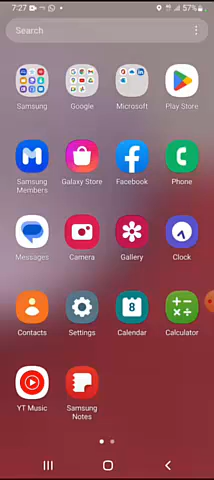 7:27
57%
Search
Samsung
Google
Microsoft
Play Store
Samsung Members
Galaxy Store
Facebook
Phone
Messages
Camera
Gallery
Clock
Contacts
Settings
8
Calendar
Calculator
YT Music
Samsung Notes